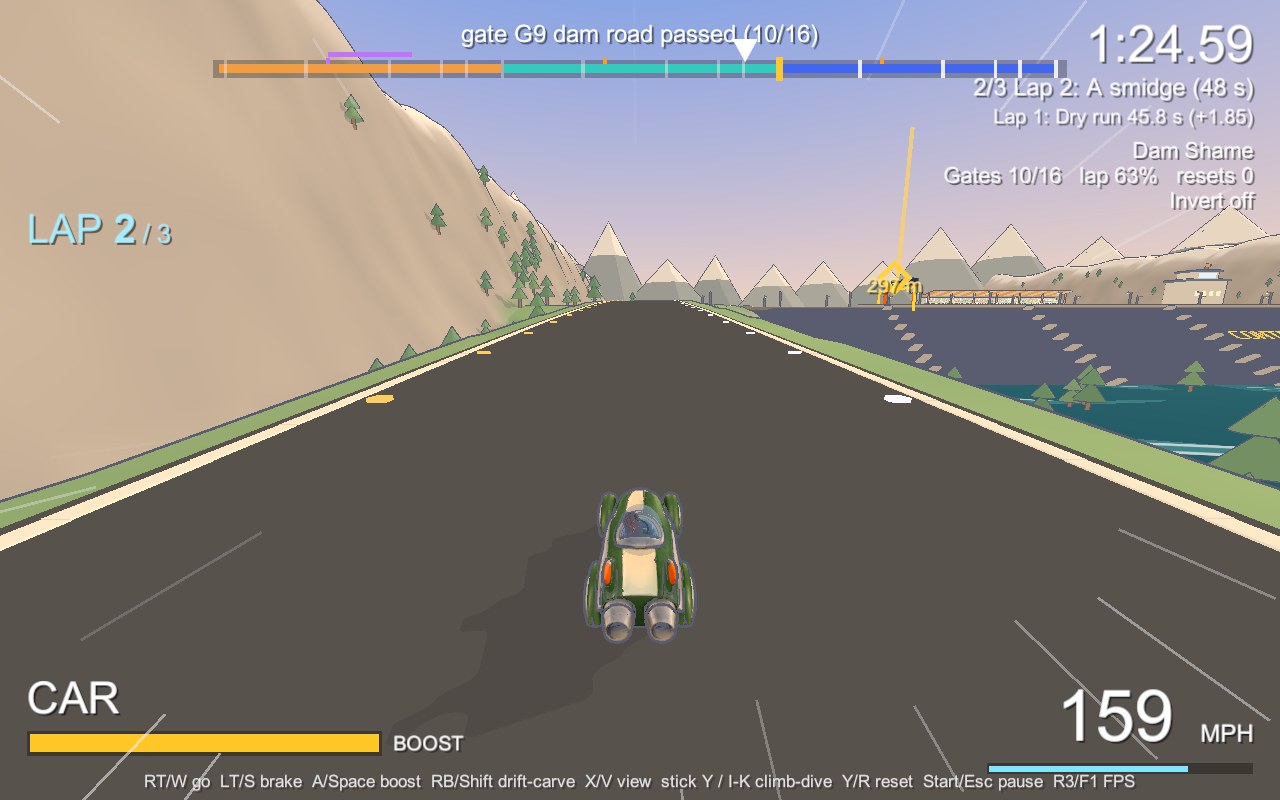 gate G9 dam road passed (10/16)
1:24.59
2/3 Lap 2: A smidge (48 s)
Lap 1: Dry run 45.8 s (+1.85)
Dam Shame
Gates 10/16 lap 63% resets 0
Invert off
LAP 2 / 3
297 m
CAR
BOOST
159 MPH
RT/W go LT/S brake A/Space boost RB/Shift drift-carve X/V view stick Y / I-K climb-dive Y/R reset Start/Esc pause R3/F1 FPS